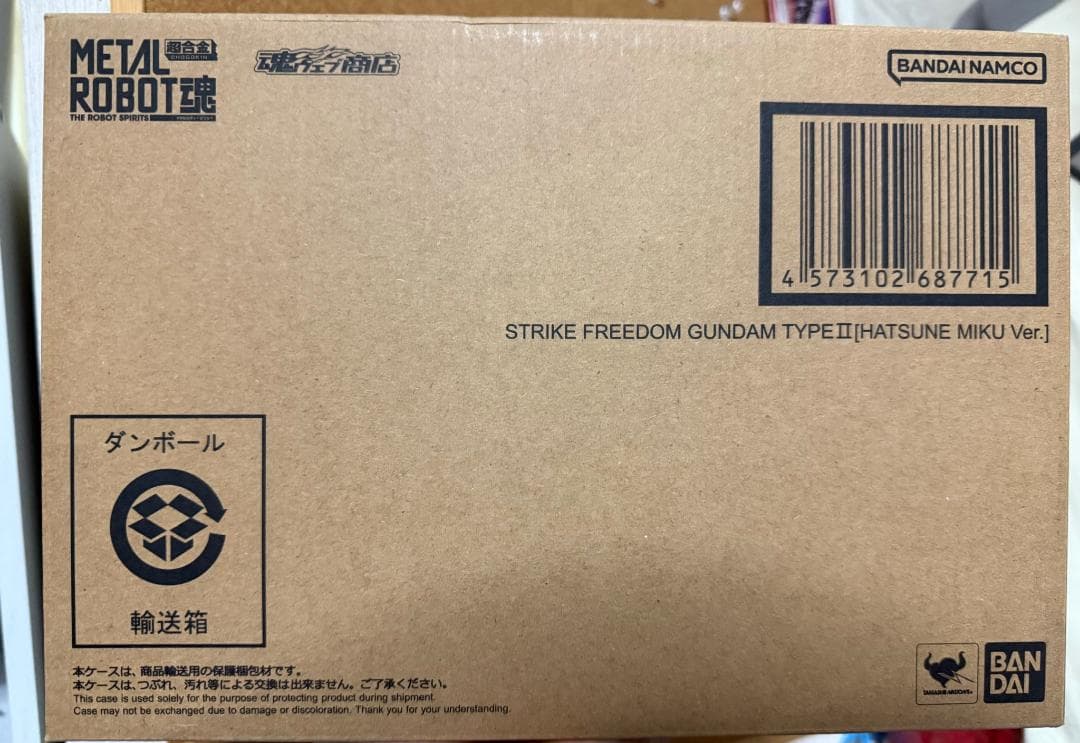 METAL 超合金
CHOGOKIN
ROBOT魂
THE ROBOT SPIRITS
魂ウェブ商店
BANDAI NAMCO
4 573102 687715
STRIKE FREEDOM GUNDAM TYPEⅡ[HATSUNE MIKU Ver.]
ダンボール
輸送箱
本ケースは、商品輸送用の保護梱包材です。
本ケースは、つぶれ、汚れ等による交換は出来ません。ご了承ください。
This case is used solely for the purpose of protecting product during shipment.
Case may not be exchanged due to damage or discoloration. Thank you for your understanding.
TAMASHII NATIONS
BAN
DAI